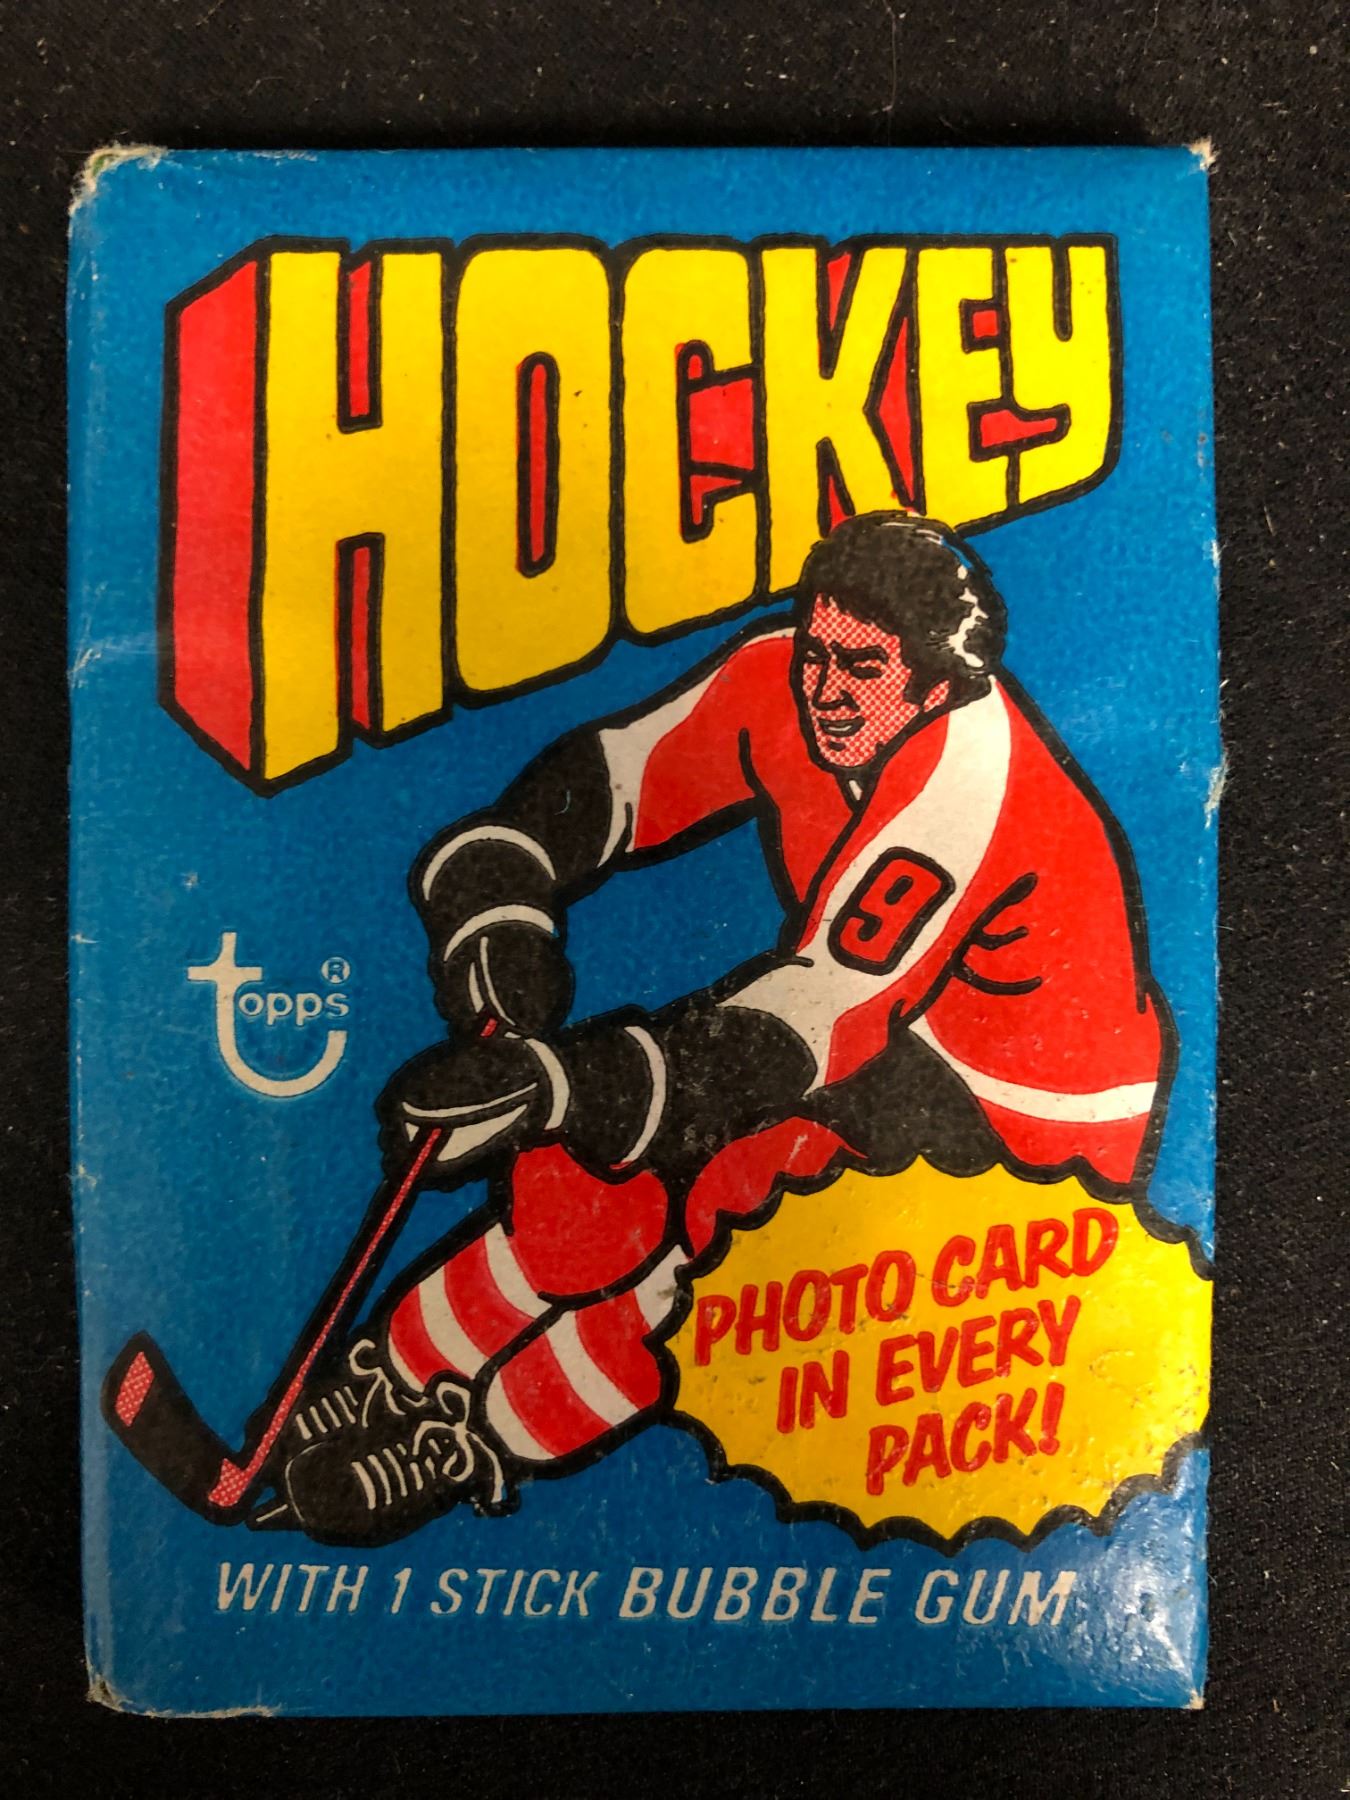 HOCKEY
9
topps®
PHOTO CARD
IN EVERY
PACK!
WITH 1 STICK BUBBLE GUM